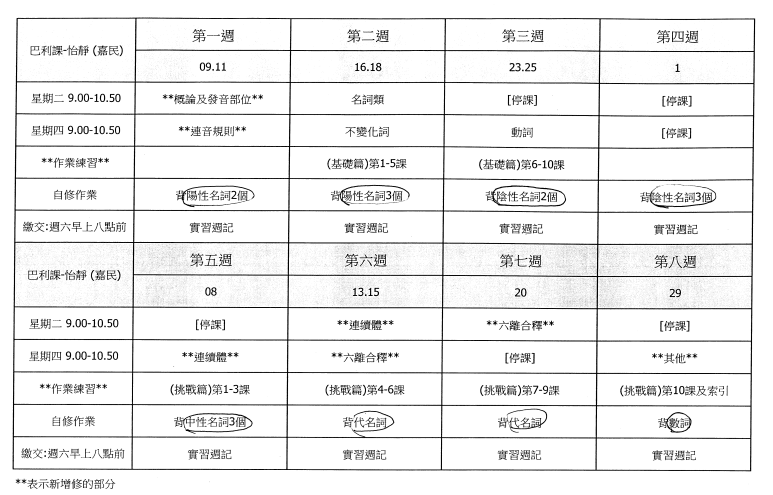 巴利課-怡靜 (嘉民) 第一週 第二週 第三週 第四週
09.11 16.18 23.25 1
星期二 9.00-10.50 **概論及發音部位** 名詞類 [停課] [停課]
星期四 9.00-10.50 **連音規則** 不變化詞 動詞 [停課]
**作業練習** (基礎篇)第1-5課 (基礎篇)第6-10課
自修作業 背陽性名詞2個 背陽性名詞3個 背陰性名詞2個 背陰性名詞3個
繳交:週六早上八點前 實習週記 實習週記 實習週記 實習週記
巴利課-怡靜 (嘉民) 第五週 第六週 第七週 第八週
08 13.15 20 29
星期二 9.00-10.50 [停課] **連續體** **六離合釋** [停課]
星期四 9.00-10.50 **連續體** **六離合釋** [停課] **其他**
**作業練習** (挑戰篇)第1-3課 (挑戰篇)第4-6課 (挑戰篇)第7-9課 (挑戰篇)第10課及索引
自修作業 背中性名詞3個 背代名詞 背代名詞 背數詞
繳交:週六早上八點前 實習週記 實習週記 實習週記 實習週記
**表示新增修的部分